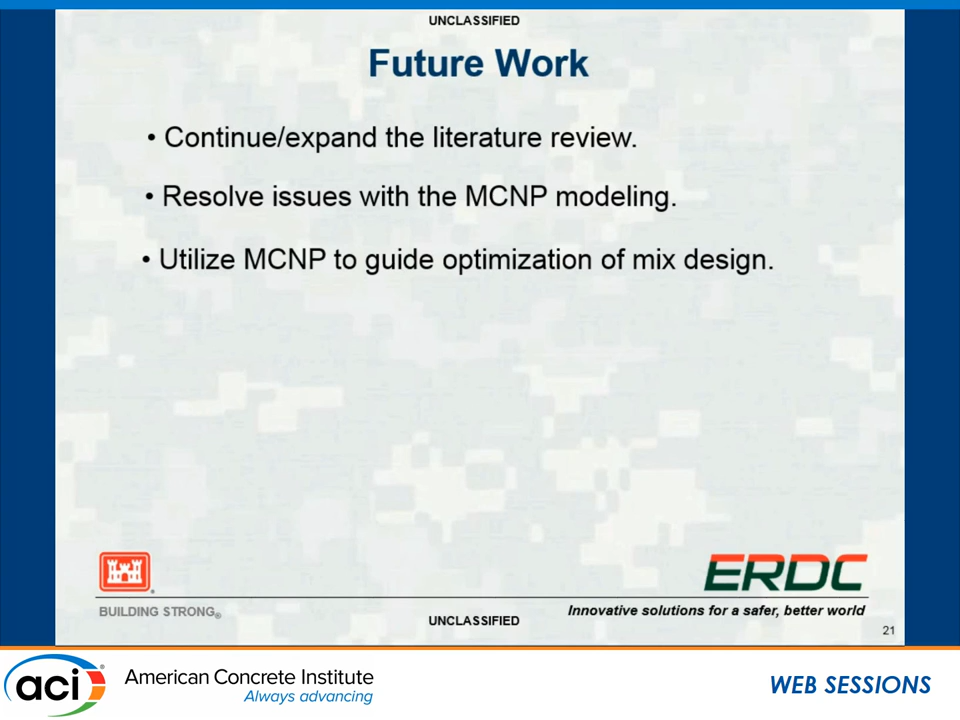 UNCLASSIFIED
Future Work
• Continue/expand the literature review.
• Resolve issues with the MCNP modeling.
• Utilize MCNP to guide optimization of mix design.
ERDC
BUILDING STRONG®
Innovative solutions for a safer, better world
UNCLASSIFIED
21
aci®
American Concrete Institute
Always advancing
WEB SESSIONS